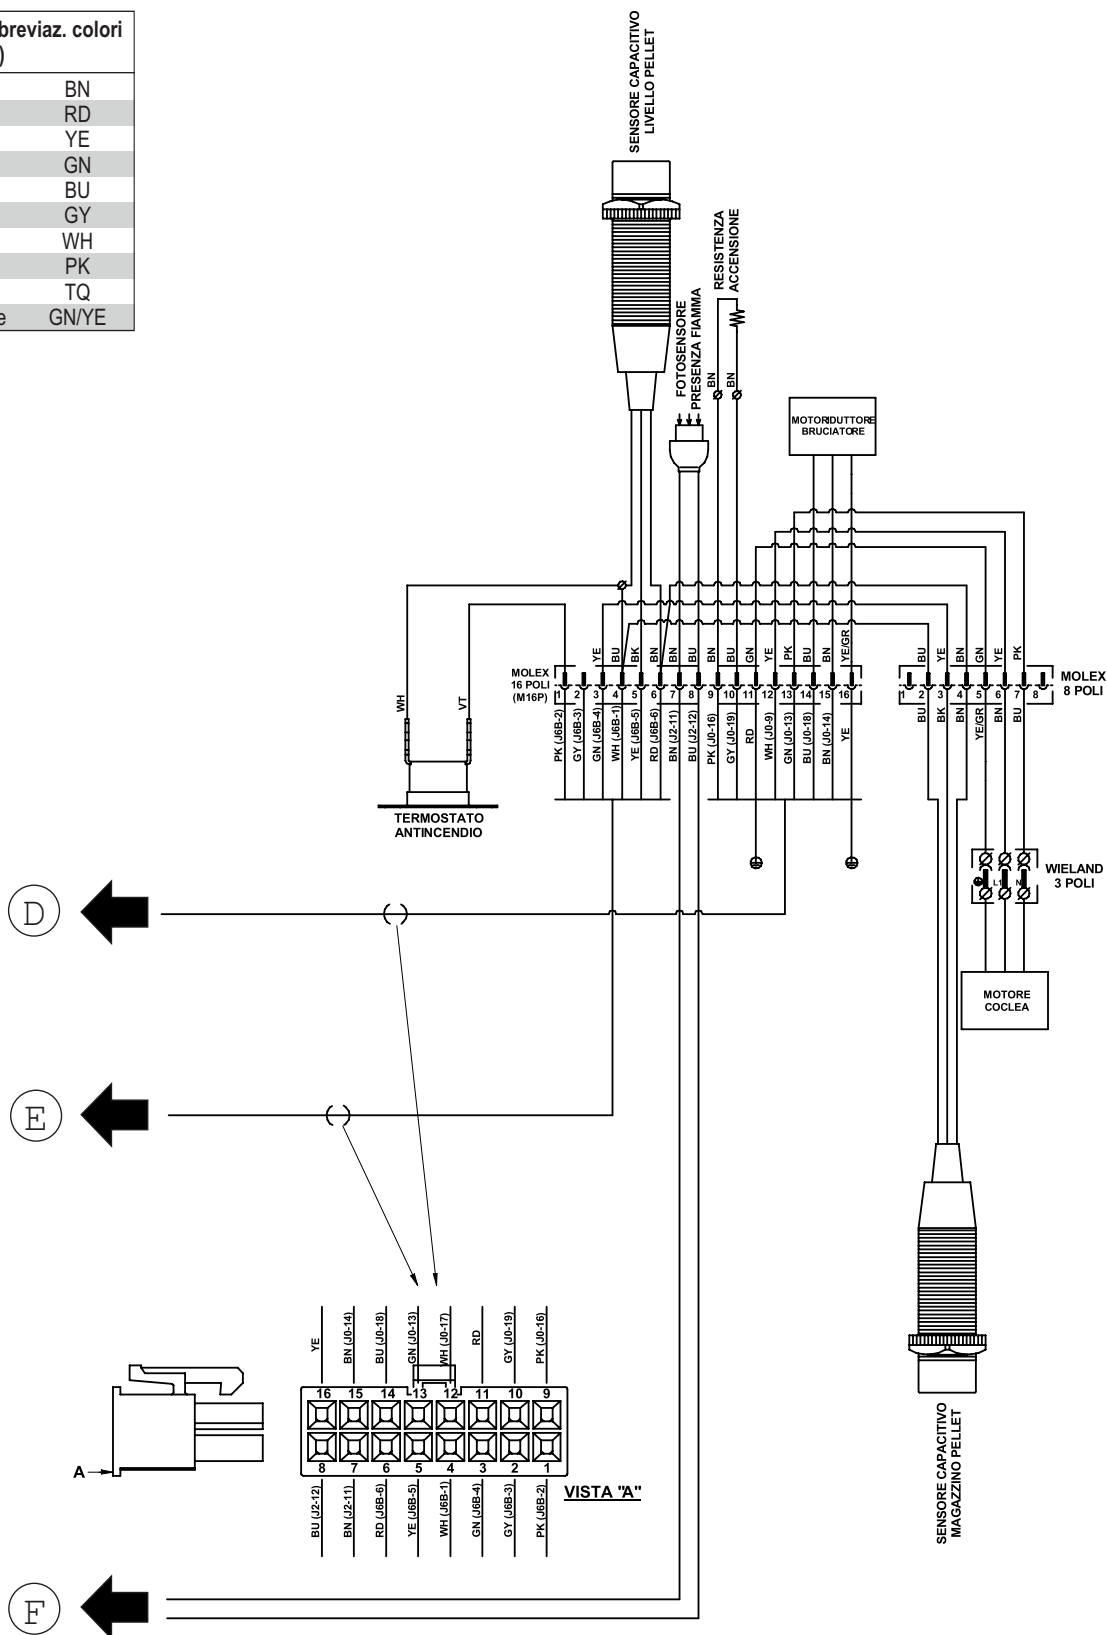 breviaz. colori
)
BN
RD
YE
GN
BU
GY
WH
PK
TQ
e GN/YE
SENSORE CAPACITIVO
LIVELLO PELLET
RESISTENZA
ACCENSIONE
FOTOSENSORE
PRESENZA FIAMMA
BN
BN
MOTORIDUTTORE
BRUCIATORE
WH
VT
YE
BU
BK
BN
BN
BU
BN
BU
GN
YE
PK
BU
BN
YE/GR
BU
YE
BN
GN
YE
PK
MOLEX
16 POLI
(M16P)
1 2 3 4 5 6 7 8 9 10 11 12 13 14 15 16
1 2 3 4 5 6 7 8
MOLEX
8 POLI
PK (J6B-2)
GY (J6B-3)
GN (J6B-4)
WH (J6B-1)
YE (J6B-5)
RD (J6B-6)
BN (J2-11)
BU (J2-12)
PK (J0-16)
GY (J0-19)
RD
WH (J0-9)
GN (J0-13)
BU (J0-18)
BN (J0-14)
YE
BU
BK
BN
YE/GR
BN
BU
TERMOSTATO
ANTINCENDIO
WIELAND
3 POLI
L1
N
MOTORE
COCLEA
D
E
YE
BN (J0-14)
BU (J0-18)
GN (J0-13)
WH (J0-17)
RD
GY (J0-19)
PK (J0-16)
16 15 14 13 12 11 10 9
8 7 6 5 4 3 2 1
A
VISTA "A"
BU (J2-12)
BN (J2-11)
RD (J6B-6)
YE (J6B-5)
WH (J6B-1)
GN (J6B-4)
GY (J6B-3)
PK (J6B-2)
SENSORE CAPACITIVO
MAGAZZINO PELLET
F